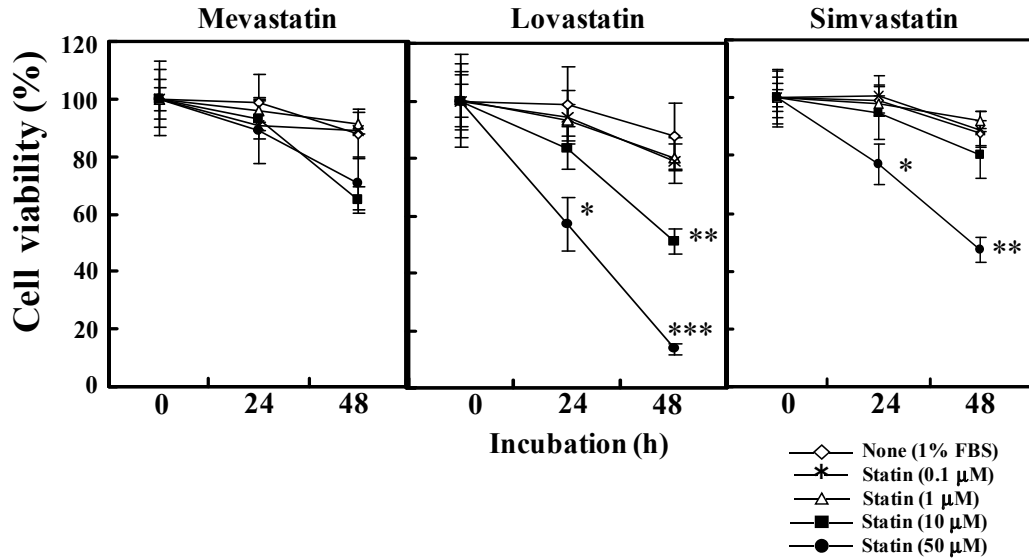 Mevastatin Lovastatin Simvastatin
120
100
80
60
40
20
0
Cell viability (%)
*
**
***
*
**
0 24 48 0 24 48 0 24 48
Incubation (h)
None (1% FBS)
Statin (0.1 μM)
Statin (1 μM)
Statin (10 μM)
Statin (50 μM)